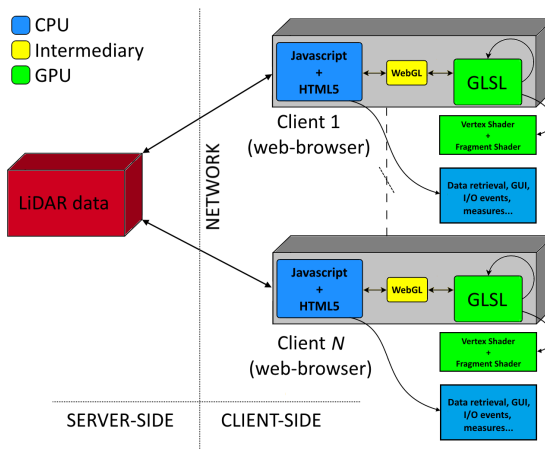 CPU
Intermediary
GPU
Javascript
+
HTML5
WebGL
GLSL
Client 1
(web-browser)
Vertex Shader
+
Fragment Shader
Data retrieval, GUI,
I/O events,
measures...
LiDAR data
NETWORK
Javascript
+
HTML5
WebGL
GLSL
Client N
(web-browser)
Vertex Shader
+
Fragment Shader
Data retrieval, GUI,
I/O events,
measures...
SERVER-SIDE
CLIENT-SIDE